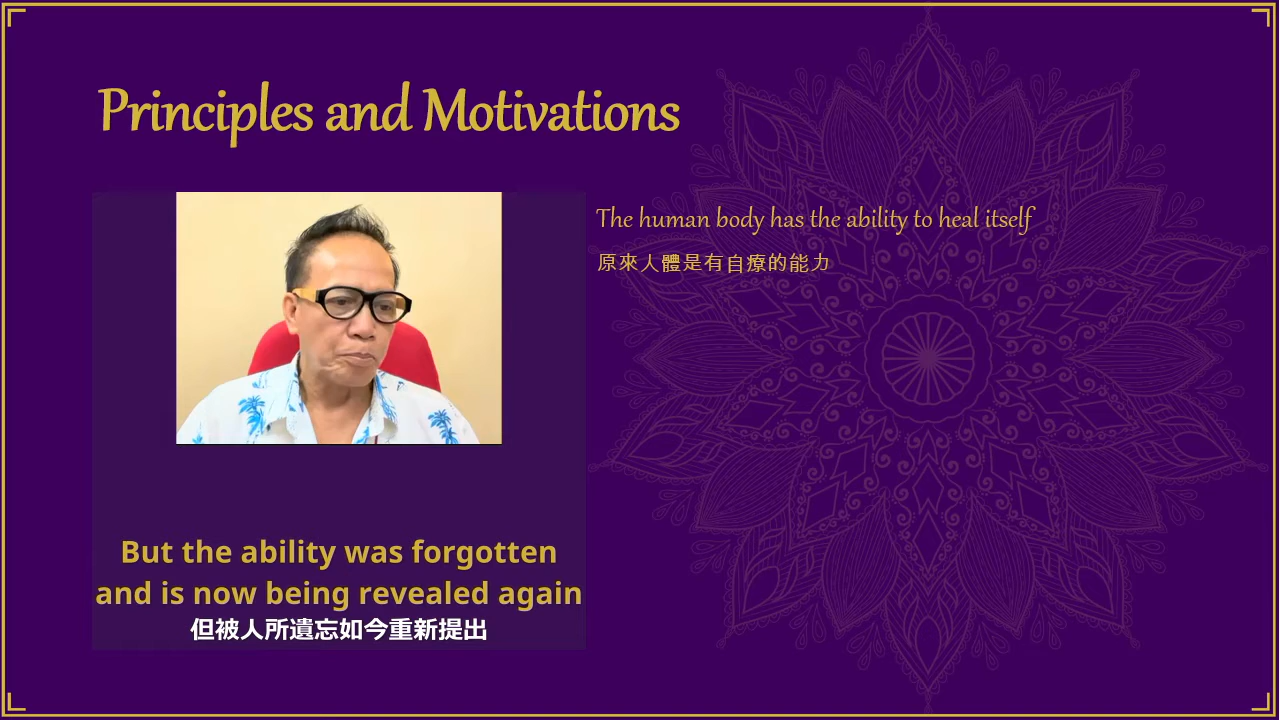 Principles and Motivations
The human body has the ability to heal itself
原來人體是有自療的能力
But the ability was forgotten
and is now being revealed again
但被人所遺忘如今重新提出